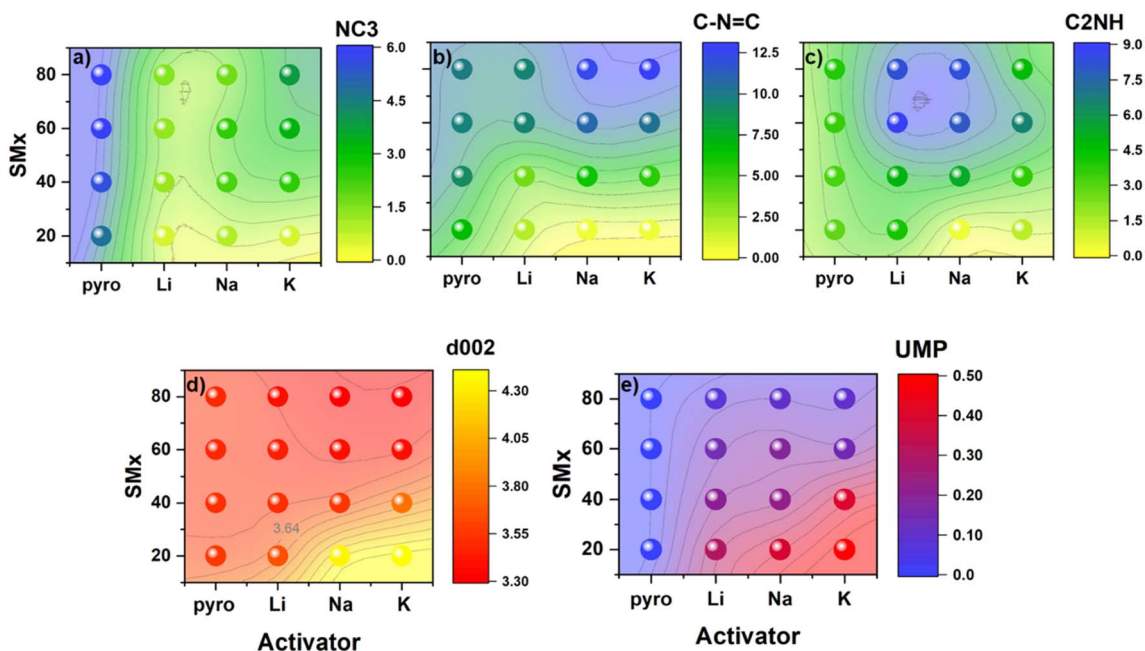 NC3
a)
SMx
80
60
40
20
pyro Li Na K
6.0
4.5
3.0
1.5
0.0
C-N=C
b)
pyro Li Na K
12.5
10.0
7.50
5.00
2.50
0.00
C2NH
c)
pyro Li Na K
9.0
7.5
6.0
4.5
3.0
1.5
0.0
d002
d)
SMx
80
60
40
20
3.64
pyro Li Na K
Activator
4.30
4.05
3.80
3.55
3.30
UMP
e)
SMx
80
60
40
20
pyro Li Na K
Activator
0.50
0.40
0.30
0.20
0.10
0.0